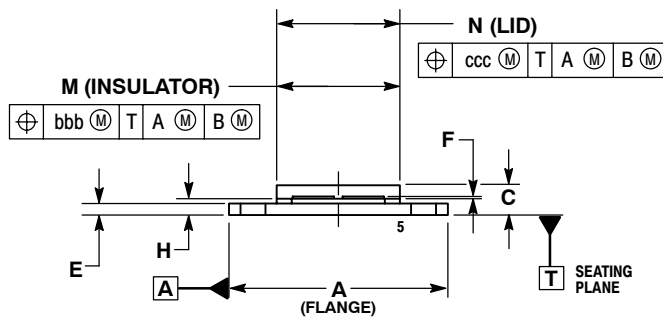 N (LID)
⌖ ccc Ⓜ T A Ⓜ B Ⓜ
M (INSULATOR)
⌖ bbb Ⓜ T A Ⓜ B Ⓜ
F
C
H
E
5
A
A
(FLANGE)
T
SEATING
PLANE